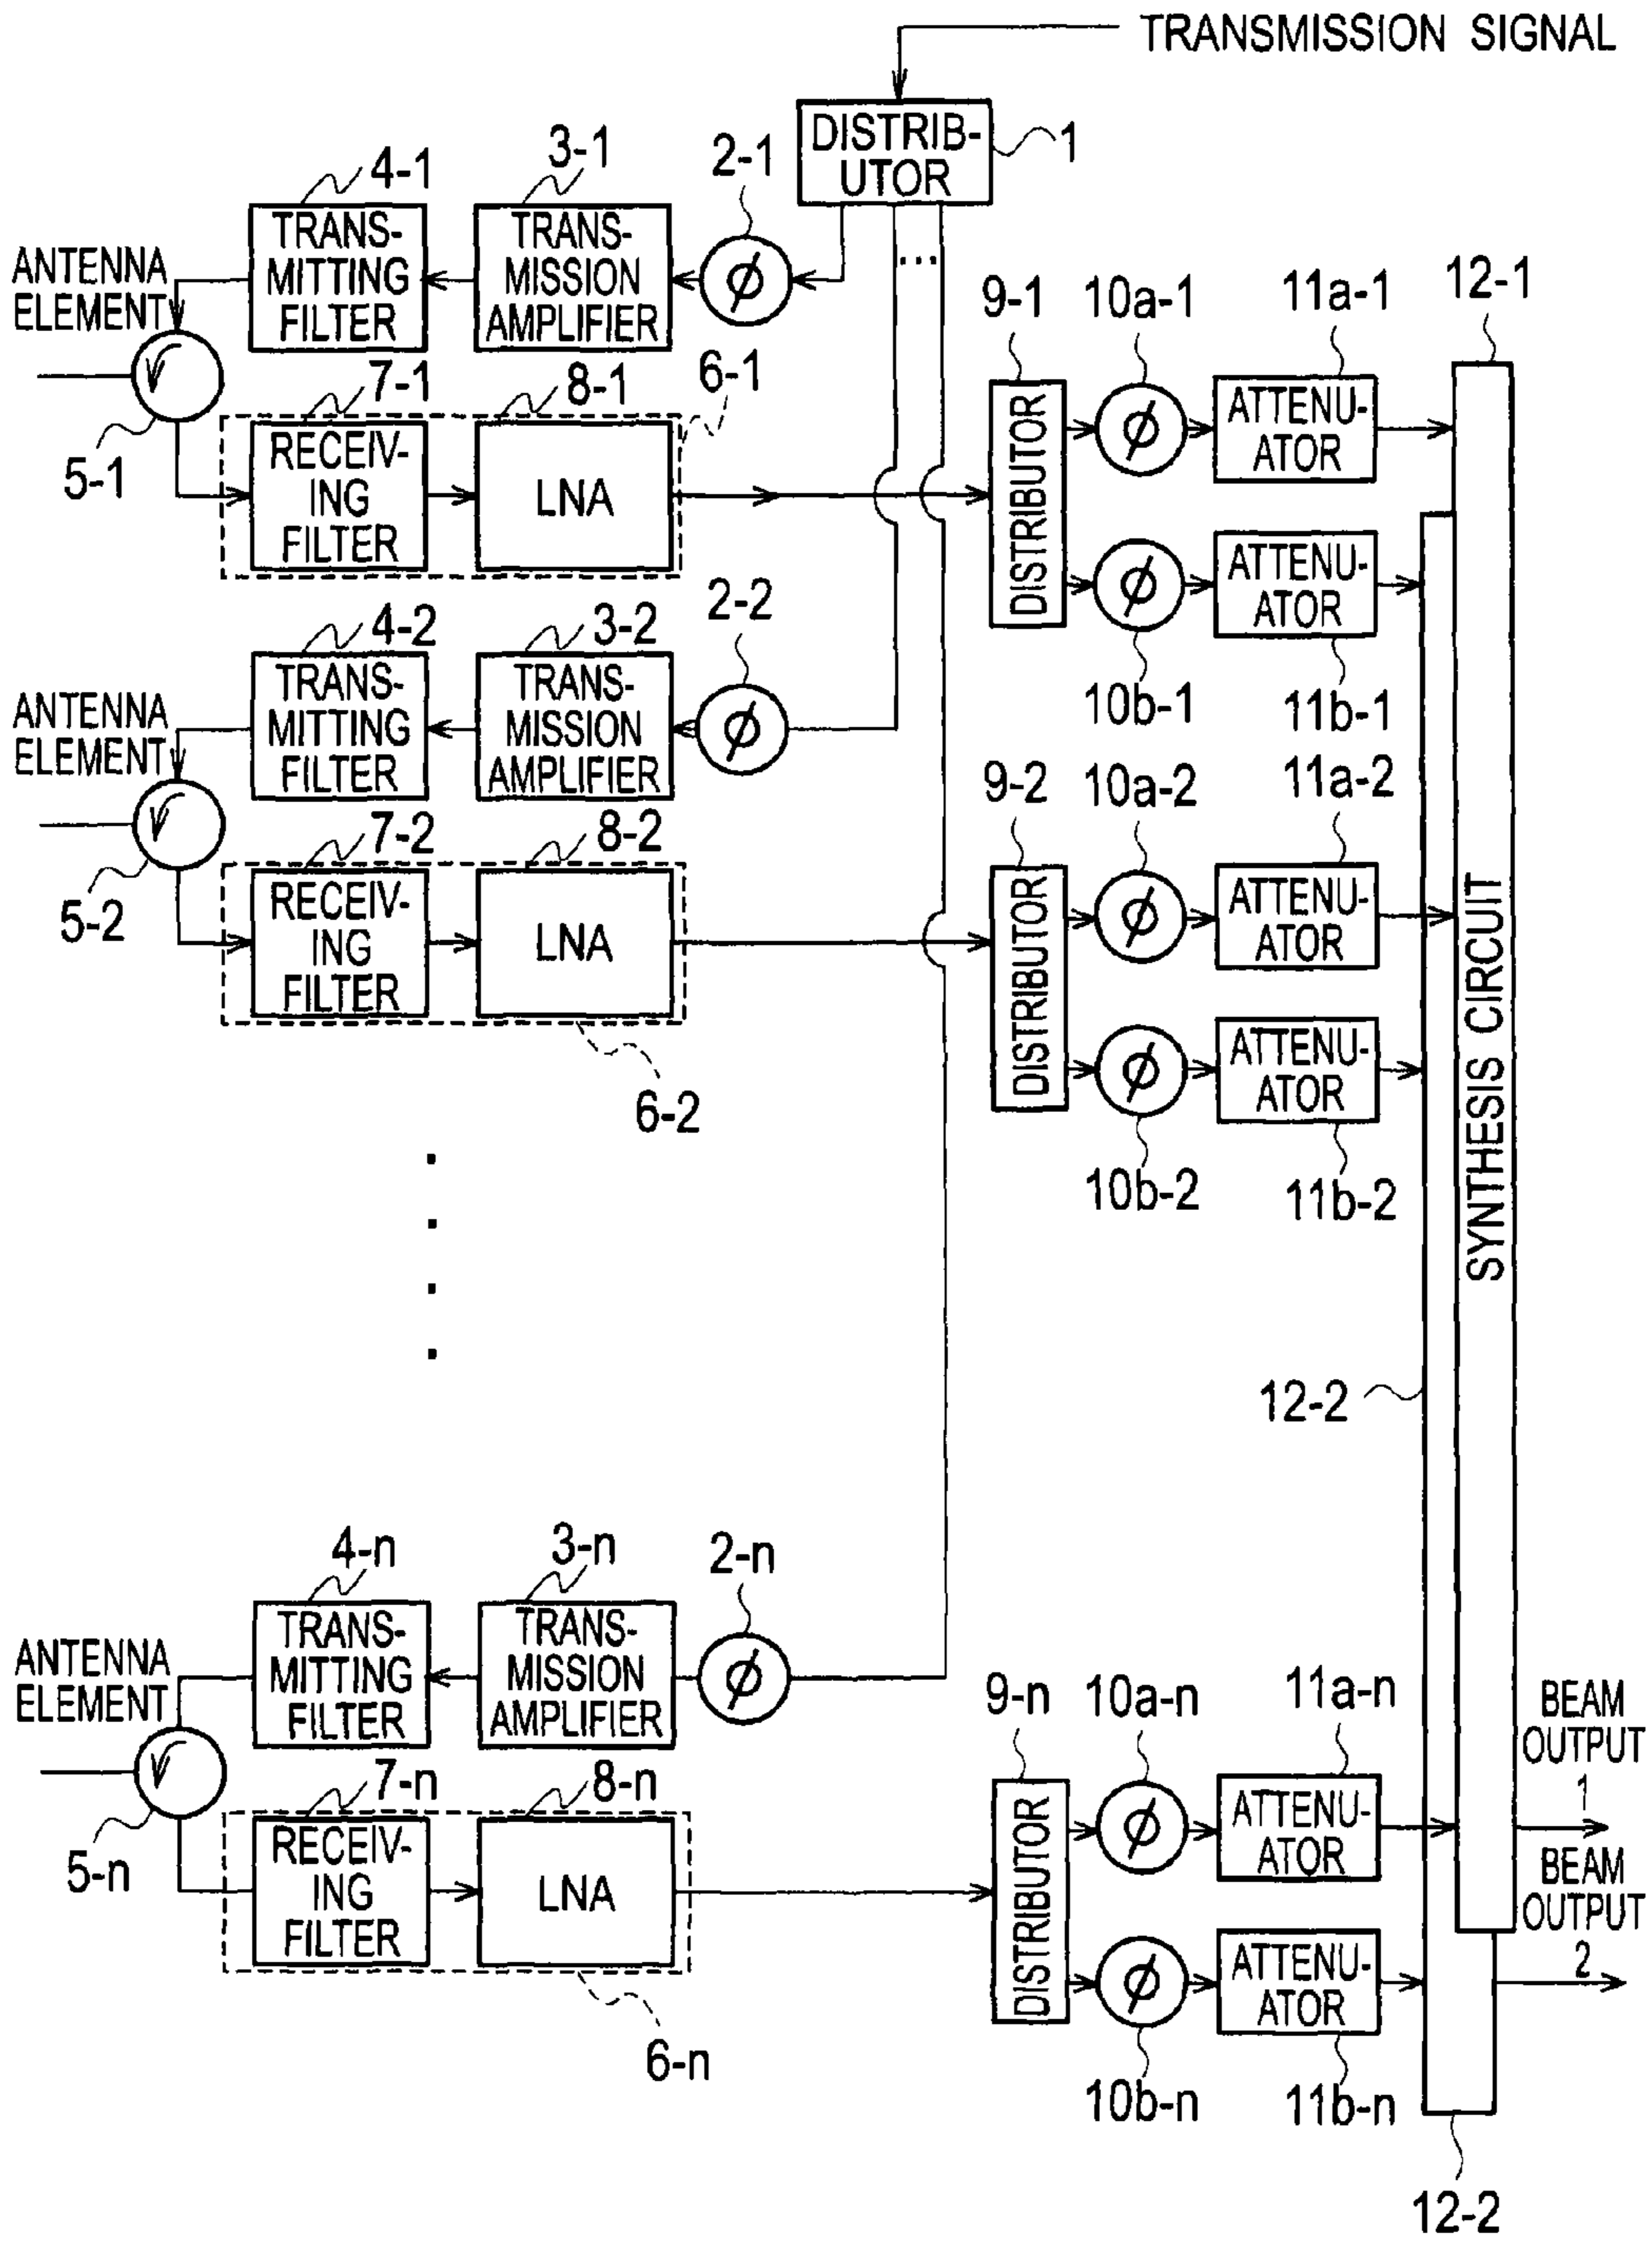 TRANSMISSION SIGNAL
DISTRIB-
UTOR
1
2-1
3-1
4-1
TRANS-
MITTING
FILTER
TRANS-
MISSION
AMPLIFIER
ϕ
ANTENNA
ELEMENT
5-1
7-1
8-1
6-1
RECEIV-
ING
FILTER
LNA
9-1
10a-1
11a-1
12-1
DISTRIBUTOR
ϕ
ATTENU-
ATOR
ϕ
ATTENU-
ATOR
10b-1
11b-1
4-2
3-2
2-2
TRANS-
MITTING
FILTER
TRANS-
MISSION
AMPLIFIER
ϕ
ANTENNA
ELEMENT
5-2
7-2
8-2
RECEIV-
ING
FILTER
LNA
6-2
9-2
10a-2
11a-2
DISTRIBUTOR
ϕ
ATTENU-
ATOR
ϕ
ATTENU-
ATOR
10b-2
11b-2
SYNTHESIS CIRCUIT
12-2
4-n
3-n
2-n
TRANS-
MITTING
FILTER
TRANS-
MISSION
AMPLIFIER
ϕ
ANTENNA
ELEMENT
5-n
7-n
8-n
RECEIV-
ING
FILTER
LNA
6-n
9-n
10a-n
11a-n
DISTRIBUTOR
ϕ
ATTENU-
ATOR
ϕ
ATTENU-
ATOR
10b-n
11b-n
BEAM
OUTPUT
1
BEAM
OUTPUT
2
12-2